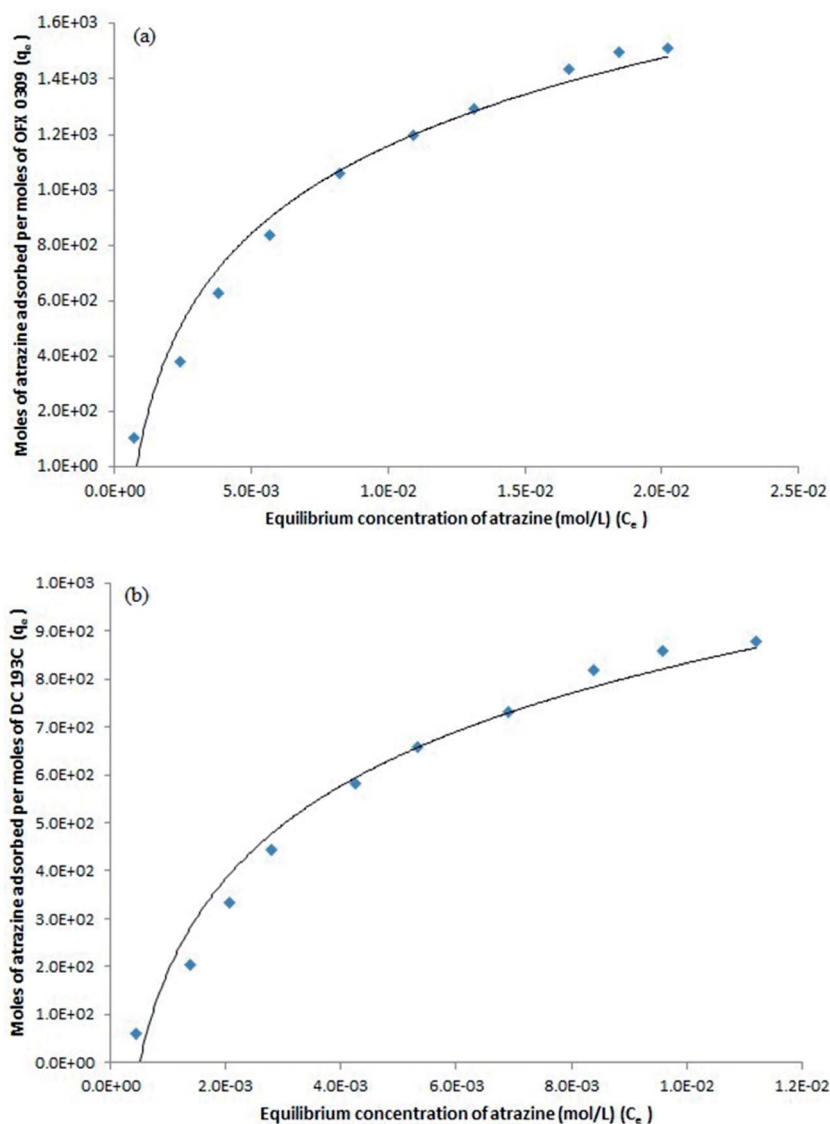 (a)
Moles of atrazine adsorbed per moles of OFX 0309 (qe)
1.6E+03
1.4E+03
1.2E+03
1.0E+03
8.0E+02
6.0E+02
4.0E+02
2.0E+02
1.0E+00
0.0E+00 5.0E-03 1.0E-02 1.5E-02 2.0E-02 2.5E-02
Equilibrium concentration of atrazine (mol/L) (Ce )
(b)
Moles of atrazine adsorbed per moles of DC 193C (qe)
1.0E+03
9.0E+02
8.0E+02
7.0E+02
6.0E+02
5.0E+02
4.0E+02
3.0E+02
2.0E+02
1.0E+02
0.0E+00
0.0E+00 2.0E-03 4.0E-03 6.0E-03 8.0E-03 1.0E-02 1.2E-02
Equilibrium concentration of atrazine (mol/L) (Ce )